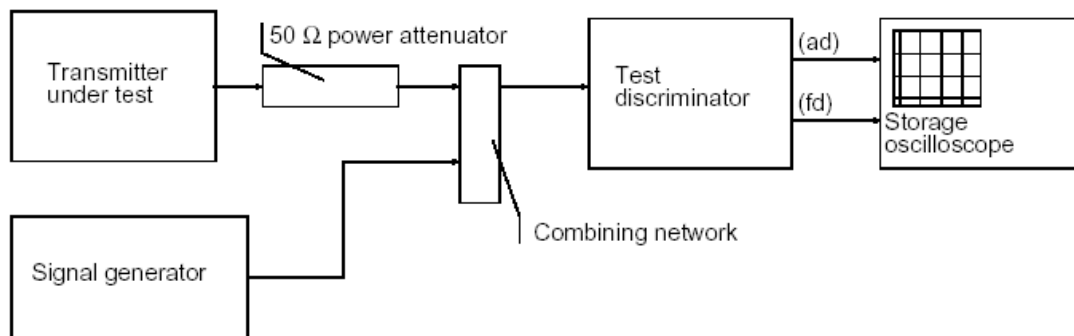 50 Ω power attenuator
Transmitter
under test
Test
discriminator
(ad)
(fd)
Storage
oscilloscope
Combining network
Signal generator